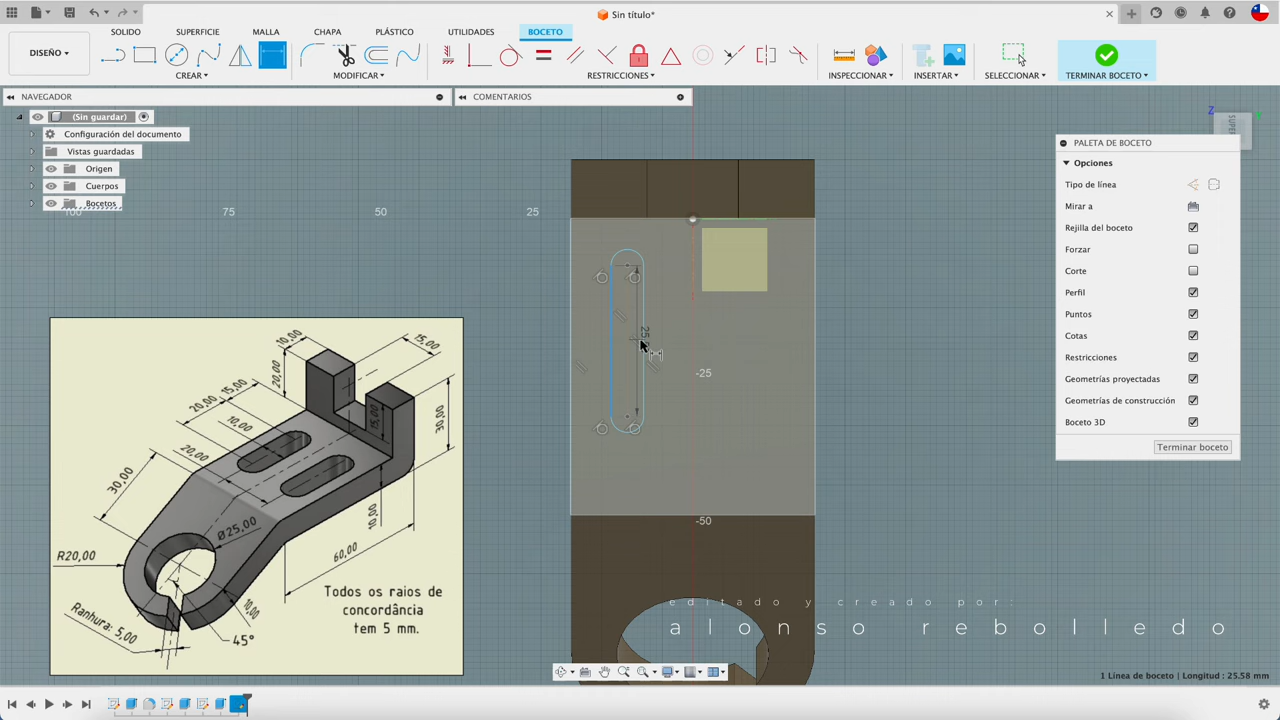 Sin título*
DISEÑO
SÓLIDO
SUPERFICIE
MALLA
CHAPA
PLÁSTICO
UTILIDADES
BOCETO
CREAR
MODIFICAR
RESTRICCIONES
INSPECCIONAR
INSERTAR
SELECCIONAR
TERMINAR BOCETO
NAVEGADOR
COMENTARIOS
(Sin guardar)
Configuración del documento
Vistas guardadas
Origen
Cuerpos
Bocetos
100
75
50
25
-25
-50
PALETA DE BOCETO
Opciones
Tipo de línea
Mirar a
Rejilla del boceto
Forzar
Corte
Perfil
Puntos
Cotas
Restricciones
Geometrías proyectadas
Geometrías de construcción
Boceto 3D
Terminar boceto
10,00
15,00
20,00
15,00
20,00
10,00
15,00
30,00
20,00
30,00
Ø25,00
10,00
60,00
R20,00
10,00
Ranhura: 5,00
45°
Todos os raios de
concordância
tem 5 mm.
editado y creado por:
alonso rebolledo
1 Línea de boceto | Longitud : 25.58 mm